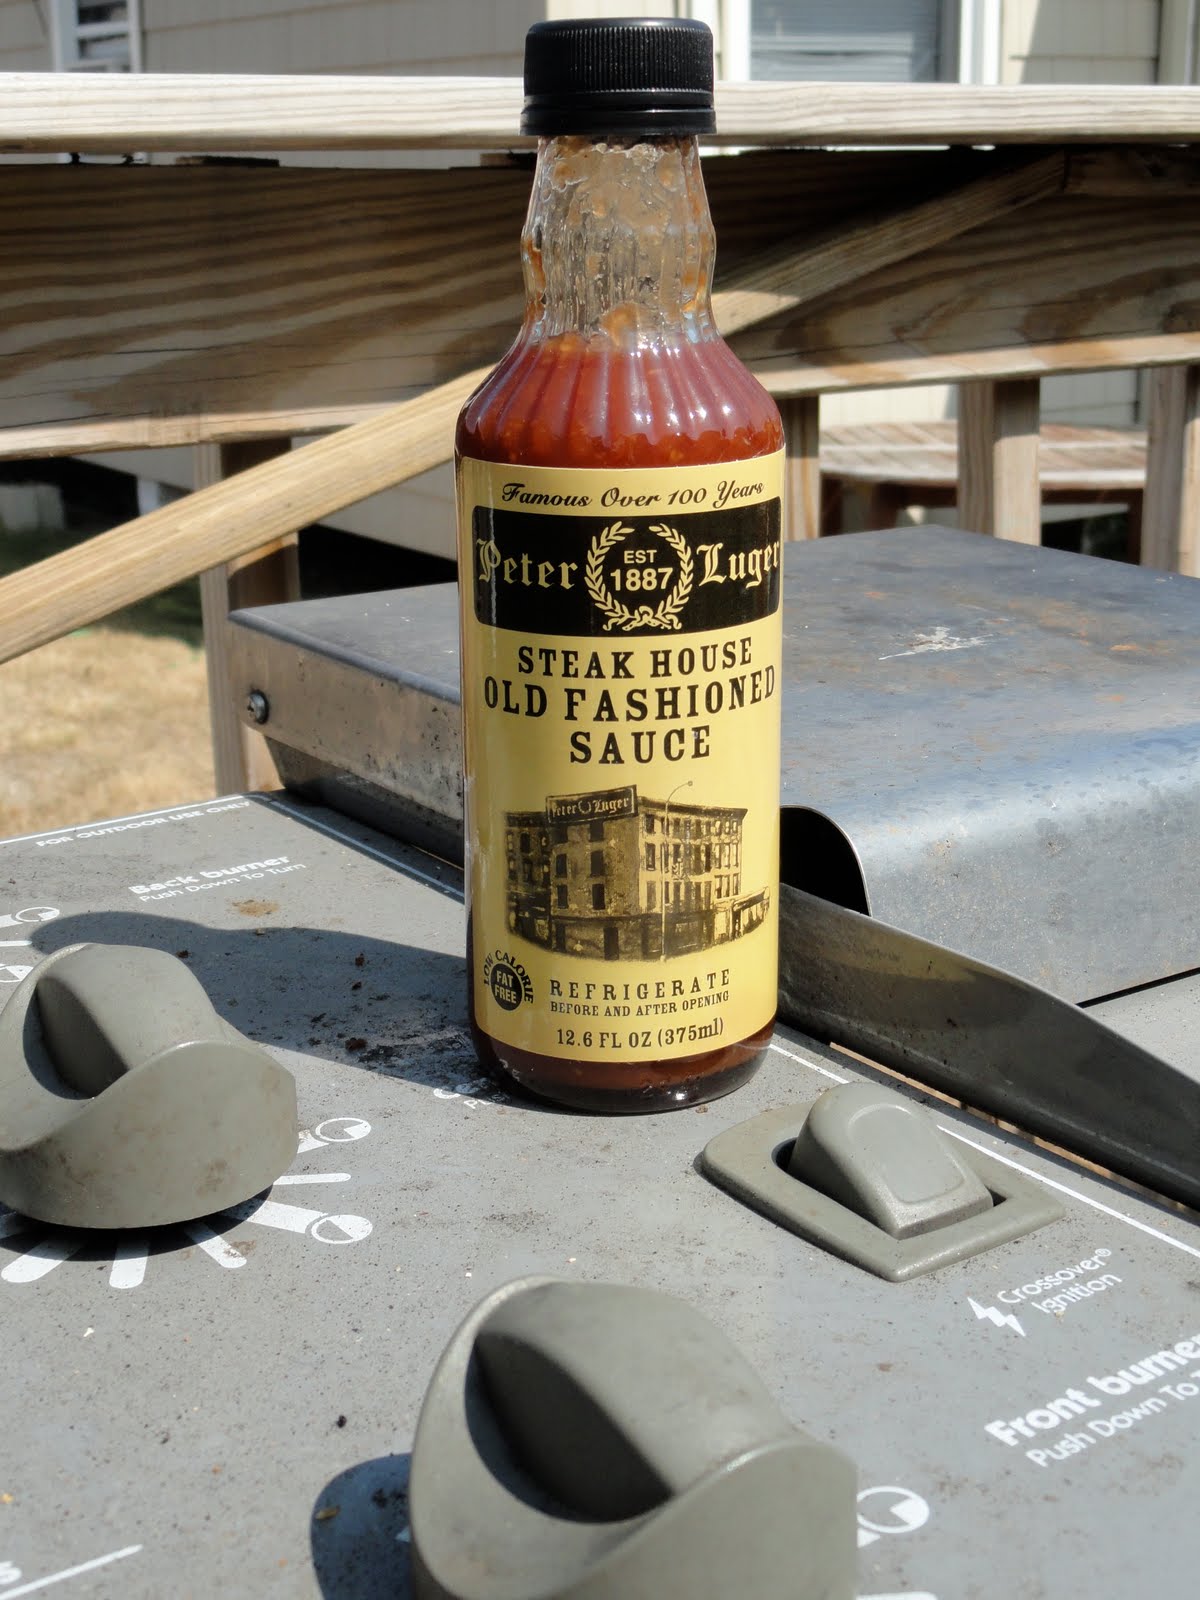 Famous Over 100 Years
Peter EST 1887 Luger
STEAK HOUSE
OLD FASHIONED
SAUCE
Peter Luger
LOW CALORIE
FAT
FREE
REFRIGERATE
BEFORE AND AFTER OPENING
12.6 FL OZ (375ml)
FOR OUTDOOR USE ONLY
Back burner
Push Down To Turn
Crossover®
Ignition
Front burner
Push Down To